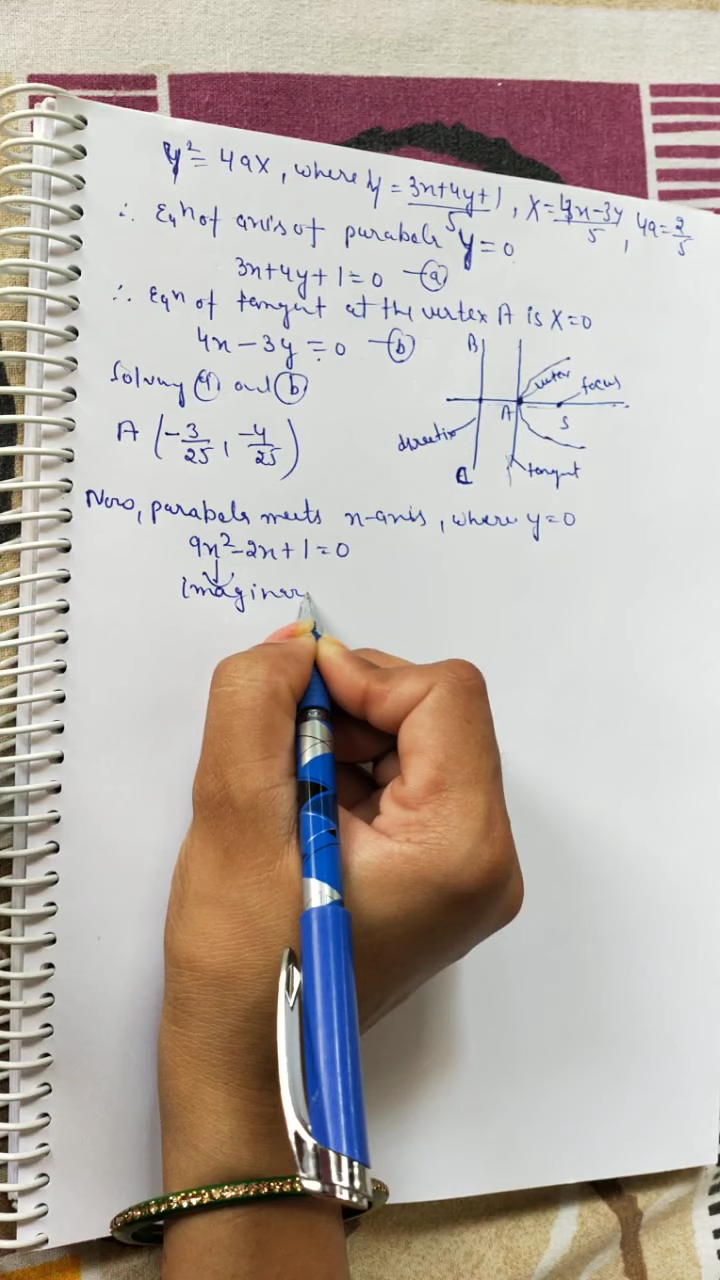 y² = 4ax, where y = 3x+4y+1/5, X = 4x-3y/5, 4a = 2/5
∴ Eqn of axis of parabola y=0
3x+4y+1=0 -(a)
∴ Eqn of tangent at the vertex A is X=0
4x-3y=0 -(b)
Solving (a) and (b)
A (-3/25, -4/25)
B
vertex
focus
A
S
directrix
tangent
Now, parabola meets x-axis, where y=0
9x²-2x+1=0
↓
imaginar